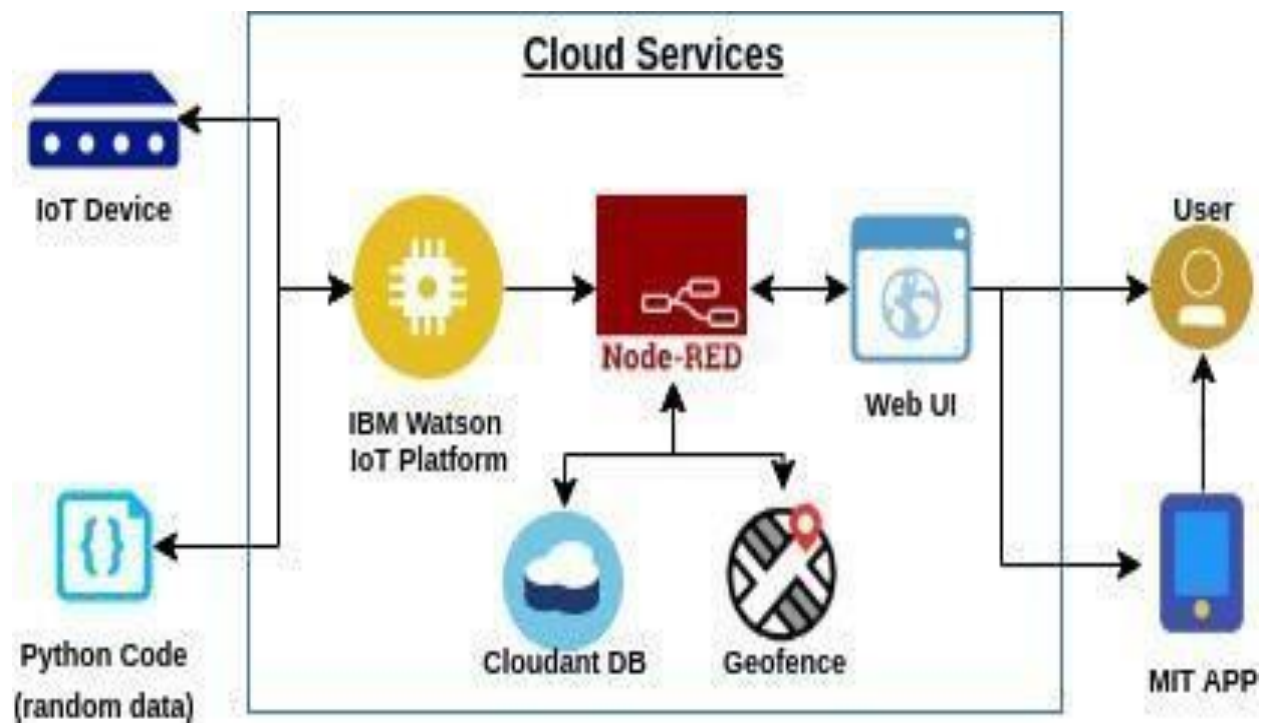 Cloud Services
IoT Device
User
Node-RED
Web UI
IBM Watson
IoT Platform
Python Code
(random data)
Cloudant DB
Geofence
MIT APP